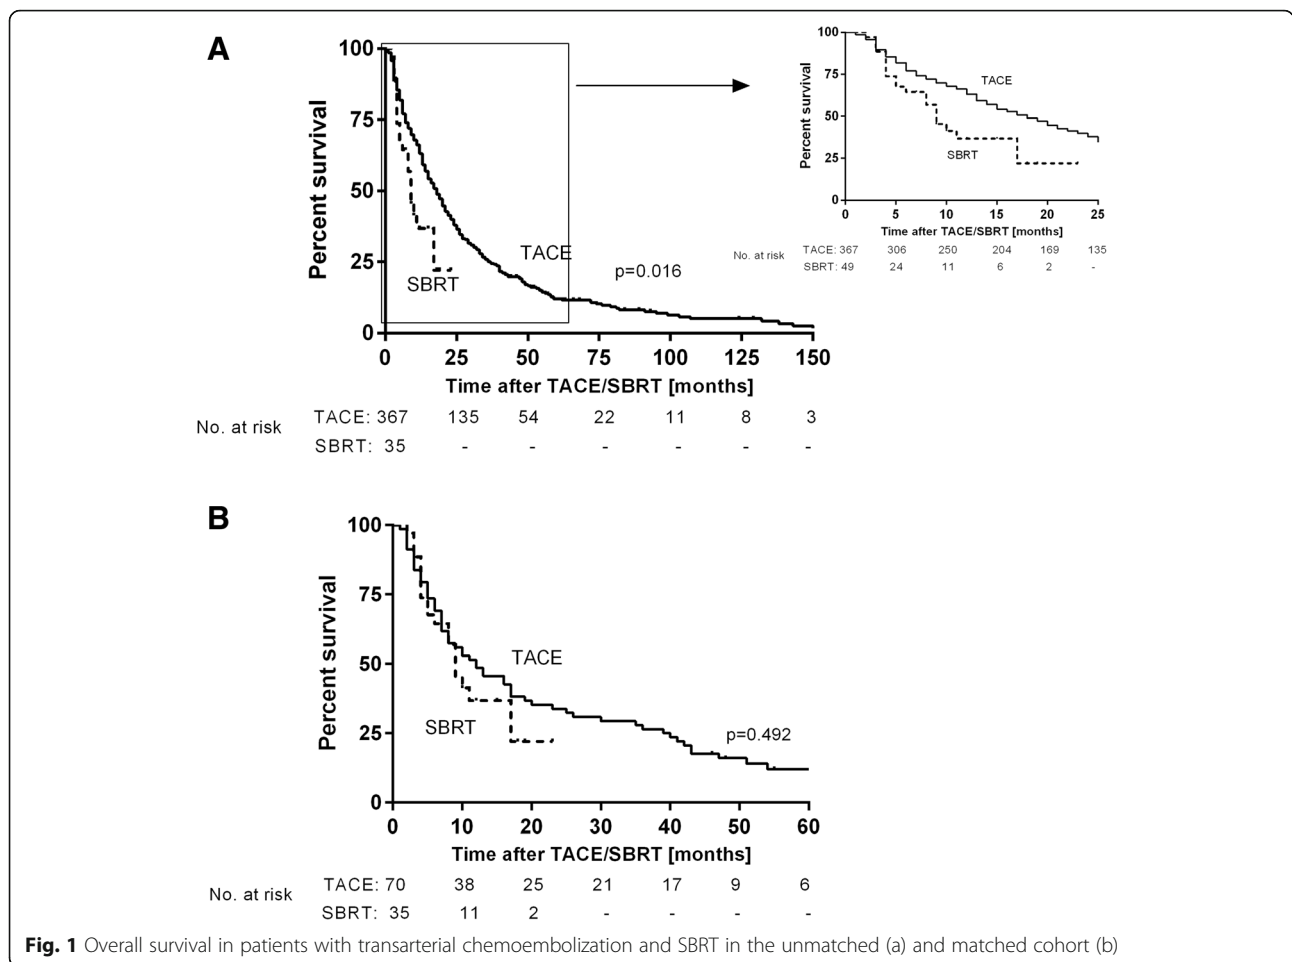 A
100
75
50
25
0
Percent survival
TACE
SBRT
p=0.016
0 25 50 75 100 125 150
Time after TACE/SBRT [months]
No. at risk
TACE: 367 135 54 22 11 8 3
SBRT: 35 - - - - - -
100
75
50
25
0
Percent survival
TACE
SBRT
0 5 10 15 20 25
Time after TACE/SBRT [months]
No. at risk
TACE: 367 306 250 204 169 135
SBRT: 49 24 11 6 2 -
B
100
75
50
25
0
Percent survival
TACE
SBRT
p=0.492
0 10 20 30 40 50 60
Time after TACE/SBRT [months]
No. at risk
TACE: 70 38 25 21 17 9 6
SBRT: 35 11 2 - - - -
Fig. 1 Overall survival in patients with transarterial chemoembolization and SBRT in the unmatched (a) and matched cohort (b)